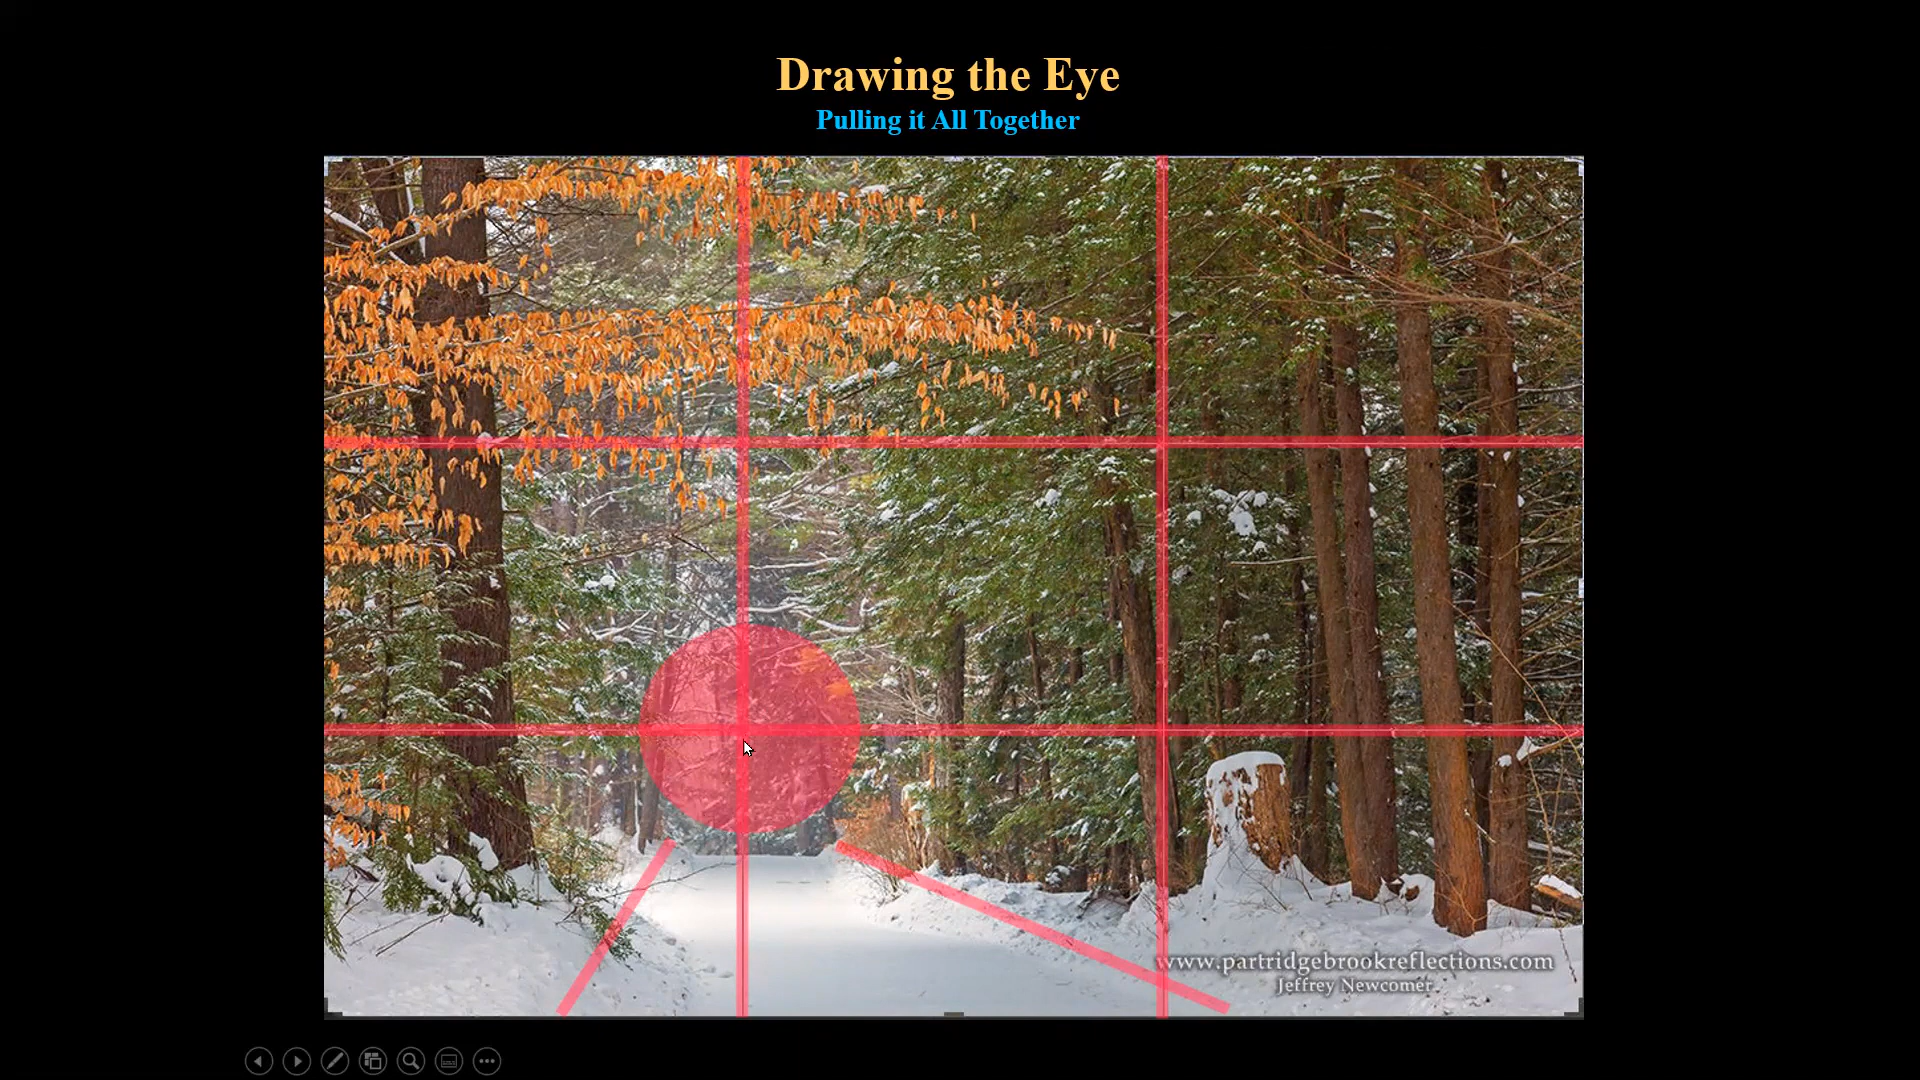 Drawing the Eye
Pulling it All Together
www.partridgebrookreflections.com
Jeffrey Newcomer